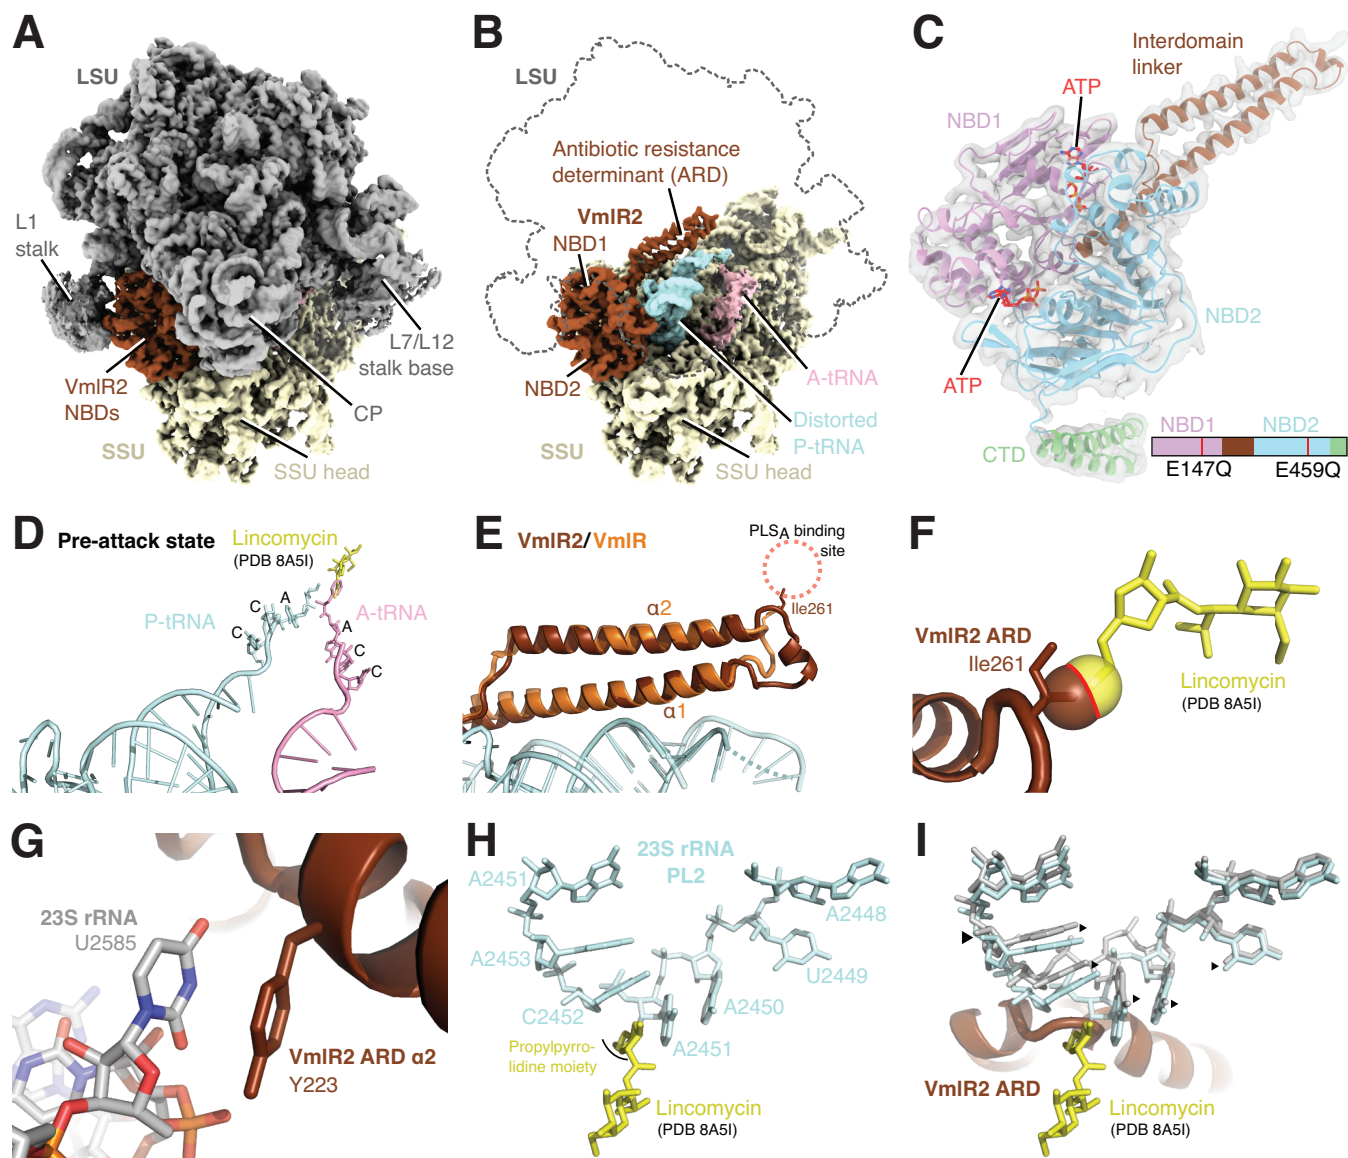 A
LSU
L1
stalk
VmlR2
NBDs
SSU
SSU head
CP
L7/L12
stalk base
B
LSU
Antibiotic resistance
determinant (ARD)
VmlR2
NBD1
NBD2
SSU
SSU head
A-tRNA
Distorted
P-tRNA
C
Interdomain
linker
ATP
NBD1
NBD2
ATP
CTD
NBD1
NBD2
E147Q
E459Q
D
Pre-attack state
Lincomycin
(PDB 8A5I)
P-tRNA
A-tRNA
C
C
A
A
C
C
E
VmlR2/VmlR
PLSA binding
site
Ile261
α2
α1
F
VmlR2 ARD
Ile261
Lincomycin
(PDB 8A5I)
G
23S rRNA
U2585
VmlR2 ARD α2
Y223
H
23S rRNA
PL2
A2451
A2453
C2452
A2448
U2449
A2450
A2451
Propylpyrro-
lidine moiety
Lincomycin
(PDB 8A5I)
I
VmlR2 ARD
Lincomycin
(PDB 8A5I)